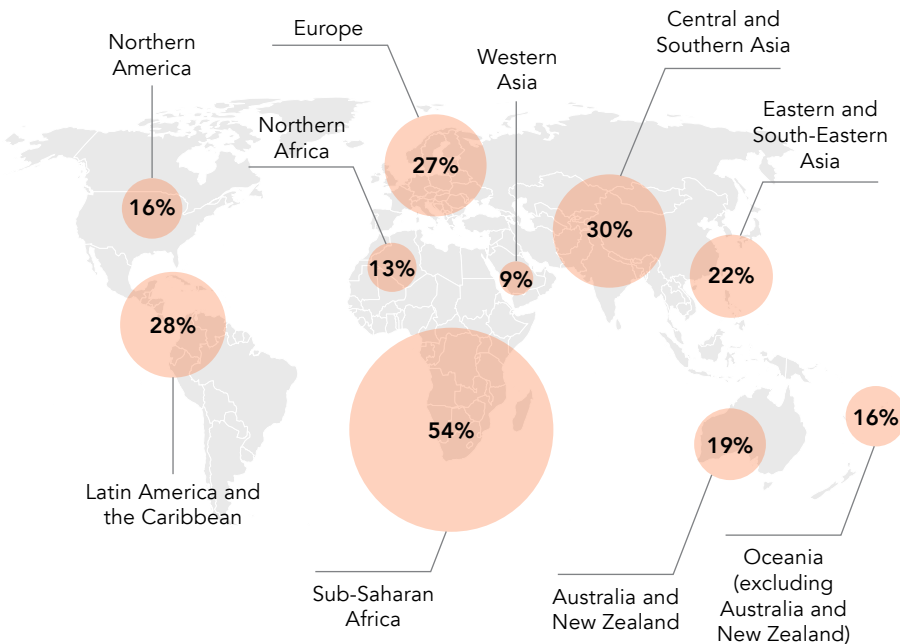 Northern
America
16%
Europe
27%
Northern
Africa
13%
Western
Asia
9%
Central and
Southern Asia
30%
Eastern and
South-Eastern
Asia
22%
28%
Latin America and
the Caribbean
54%
Sub-Saharan
Africa
19%
Australia and
New Zealand
16%
Oceania
(excluding
Australia and
New Zealand)